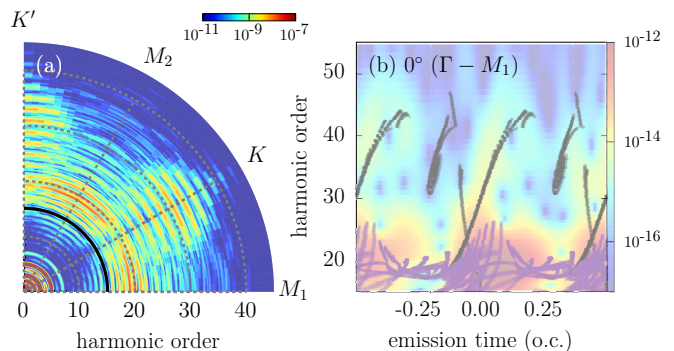 K′
10⁻¹¹ 10⁻⁹ 10⁻⁷
(a)
M₂
K
M₁
0 10 20 30 40
harmonic order
(b) 0° (Γ − M₁)
50
40
30
20
harmonic order
-0.25 0.00 0.25
emission time (o.c.)
10⁻¹²
10⁻¹⁴
10⁻¹⁶